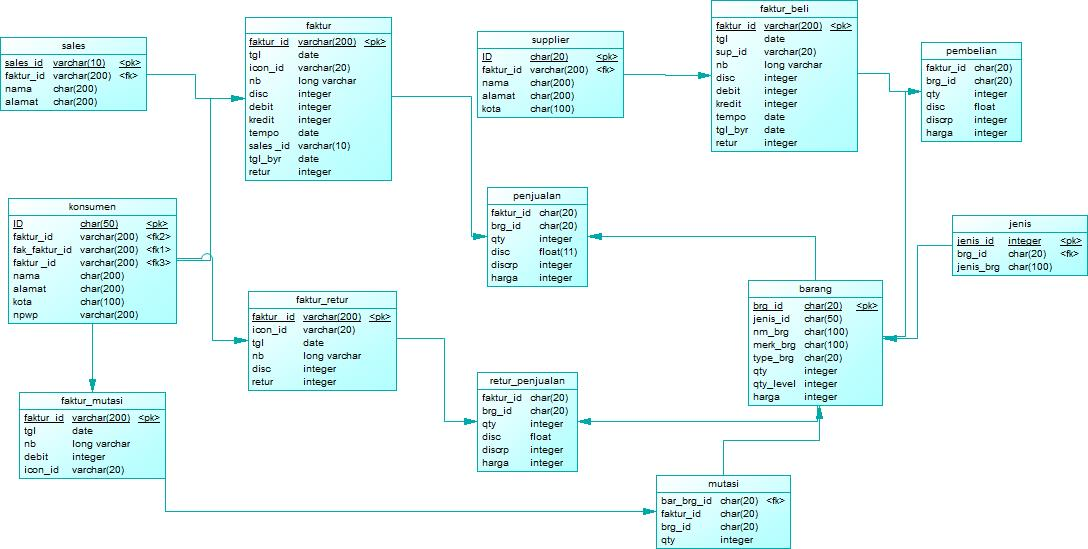 sales
sales_id varchar(10) <pk>
faktur_id varchar(200) <fk>
nama char(200)
alamat char(200)
faktur
faktur_id varchar(200) <pk>
tgl date
icon_id varchar(20)
nb long varchar
disc integer
debit integer
kredit integer
tempo date
sales _id varchar(10)
tgl_byr date
retur integer
supplier
ID char(20) <pk>
faktur_id varchar(200) <fk>
nama char(200)
alamat char(200)
kota char(100)
faktur_beli
faktur_id varchar(200) <pk>
tgl date
sup_id varchar(20)
nb long varchar
disc integer
debit integer
kredit integer
tempo date
tgl_byr date
retur integer
pembelian
faktur_id char(20)
brg_id char(20)
qty integer
disc float
discrp integer
harga integer
konsumen
ID char(50) <pk>
faktur_id varchar(200) <fk2>
fak_faktur_id varchar(200) <fk1>
faktur _id varchar(200) <fk3>
nama char(200)
alamat char(200)
kota char(100)
npwp varchar(200)
penjualan
faktur_id char(20)
brg_id char(20)
qty integer
disc float(11)
discrp integer
harga integer
jenis
jenis_id integer <pk>
brg_id char(20) <fk>
jenis_brg char(100)
faktur_retur
faktur _id varchar(200) <pk>
icon_id varchar(20)
tgl date
nb long varchar
disc integer
retur integer
barang
brg_id char(20) <pk>
jenis_id char(50)
nm_brg char(100)
merk_brg char(100)
type_brg char(20)
qty integer
qty_level integer
harga integer
faktur_mutasi
faktur_id varchar(200) <pk>
tgl date
nb long varchar
debit integer
icon_id varchar(20)
retur_penjualan
faktur_id char(20)
brg_id char(20)
qty integer
disc float
discrp integer
harga integer
mutasi
bar_brg_id char(20) <fk>
faktur_id char(20)
brg_id char(20)
qty integer